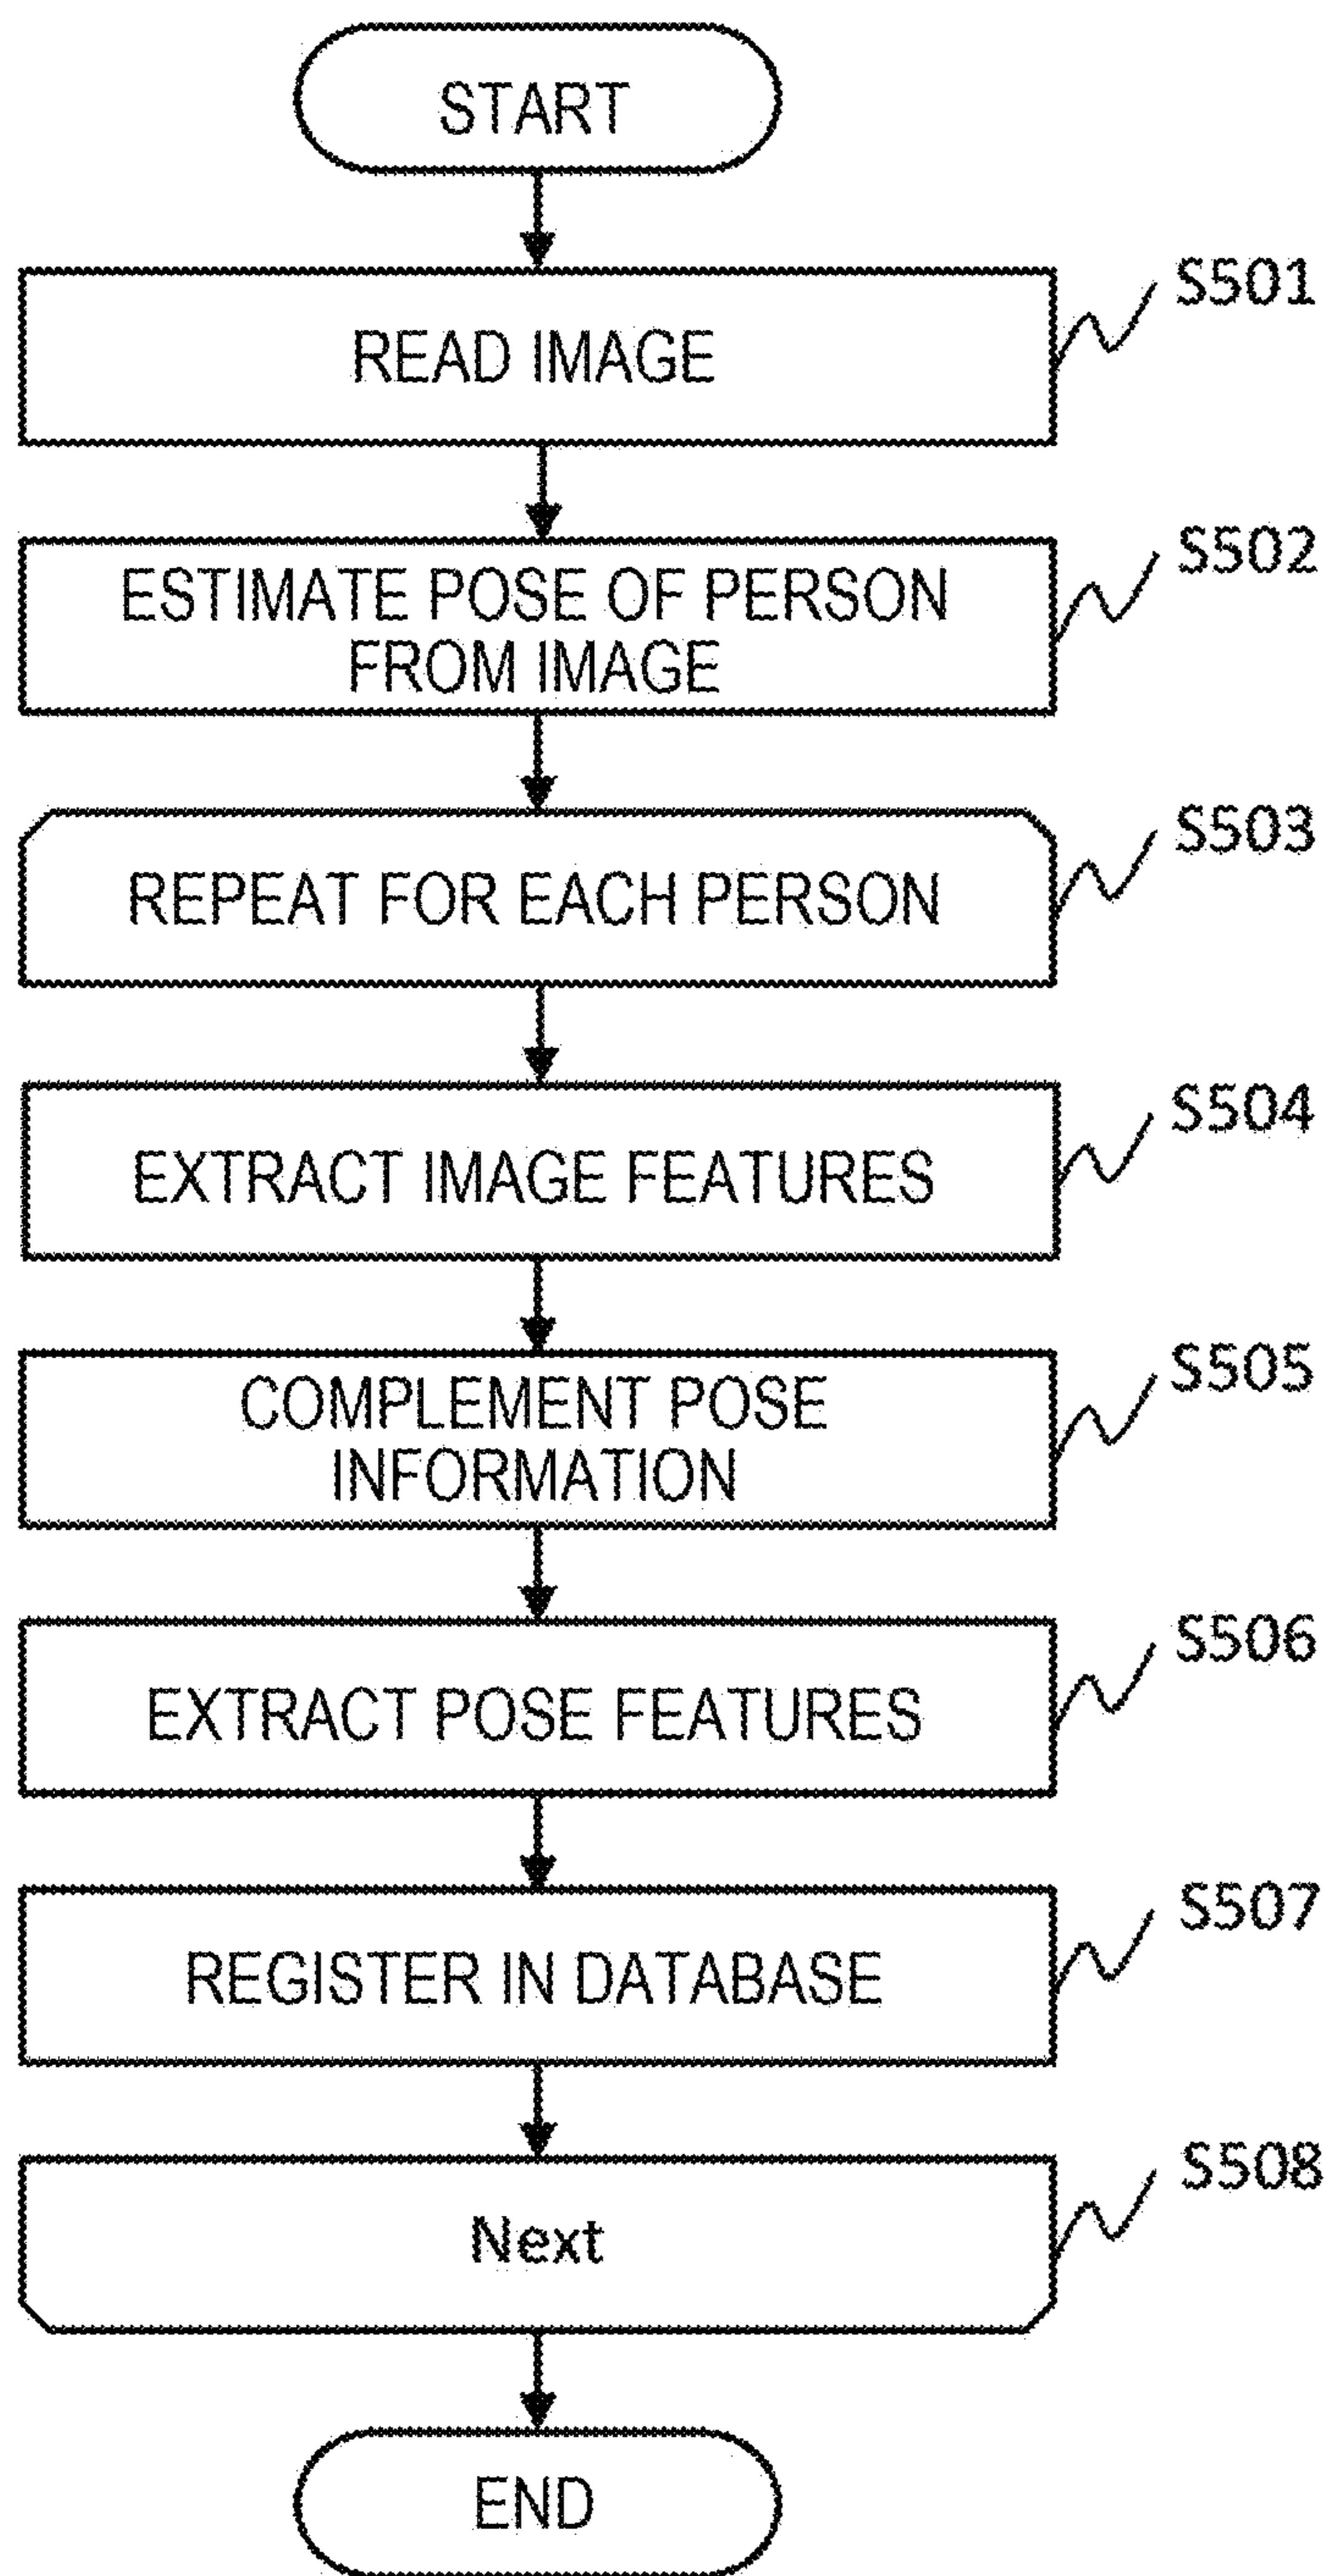 START
S501
READ IMAGE
S502
ESTIMATE POSE OF PERSON
FROM IMAGE
S503
REPEAT FOR EACH PERSON
S504
EXTRACT IMAGE FEATURES
S505
COMPLEMENT POSE
INFORMATION
S506
EXTRACT POSE FEATURES
S507
REGISTER IN DATABASE
S508
Next
END